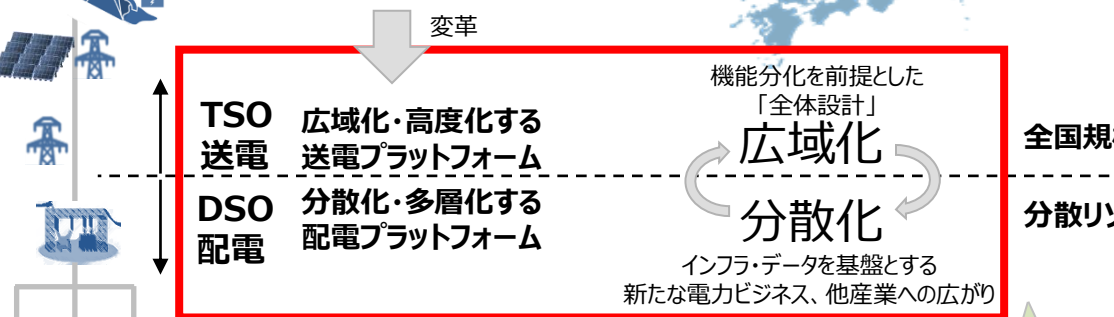 変革
機能分化を前提とした
「全体設計」
TSO
送電
広域化・高度化する
送電プラットフォーム
広域化
全国規
DSO
配電
分散化・多層化する
配電プラットフォーム
分散化
分散リソ
インフラ・データを基盤とする
新たな電力ビジネス、他産業への広がり